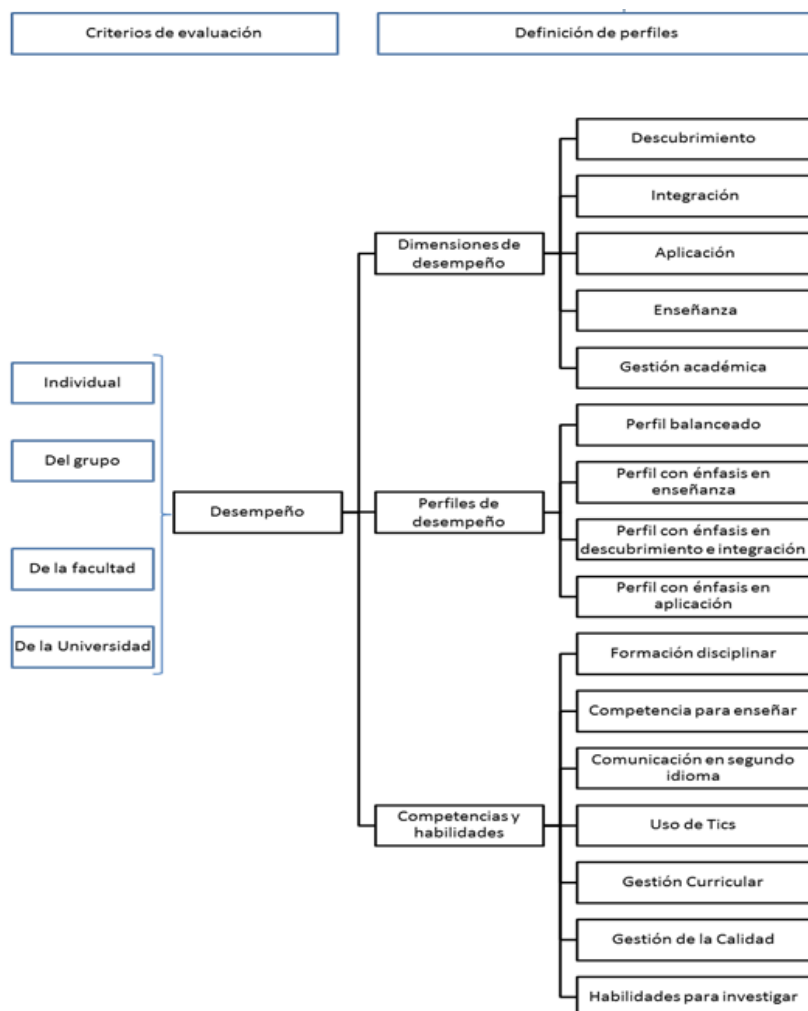 Criterios de evaluación
Definición de perfiles
Individual
Del grupo
De la facultad
De la Universidad
Desempeño
Dimensiones de
desempeño
Descubrimiento
Integración
Aplicación
Enseñanza
Gestión académica
Perfiles de
desempeño
Perfil balanceado
Perfil con énfasis en
enseñanza
Perfil con énfasis en
descubrimiento e integración
Perfil con énfasis en
aplicación
Competencias y
habilidades
Formación disciplinar
Competencia para enseñar
Comunicación en segundo
idioma
Uso de Tics
Gestión Curricular
Gestión de la Calidad
Habilidades para investigar